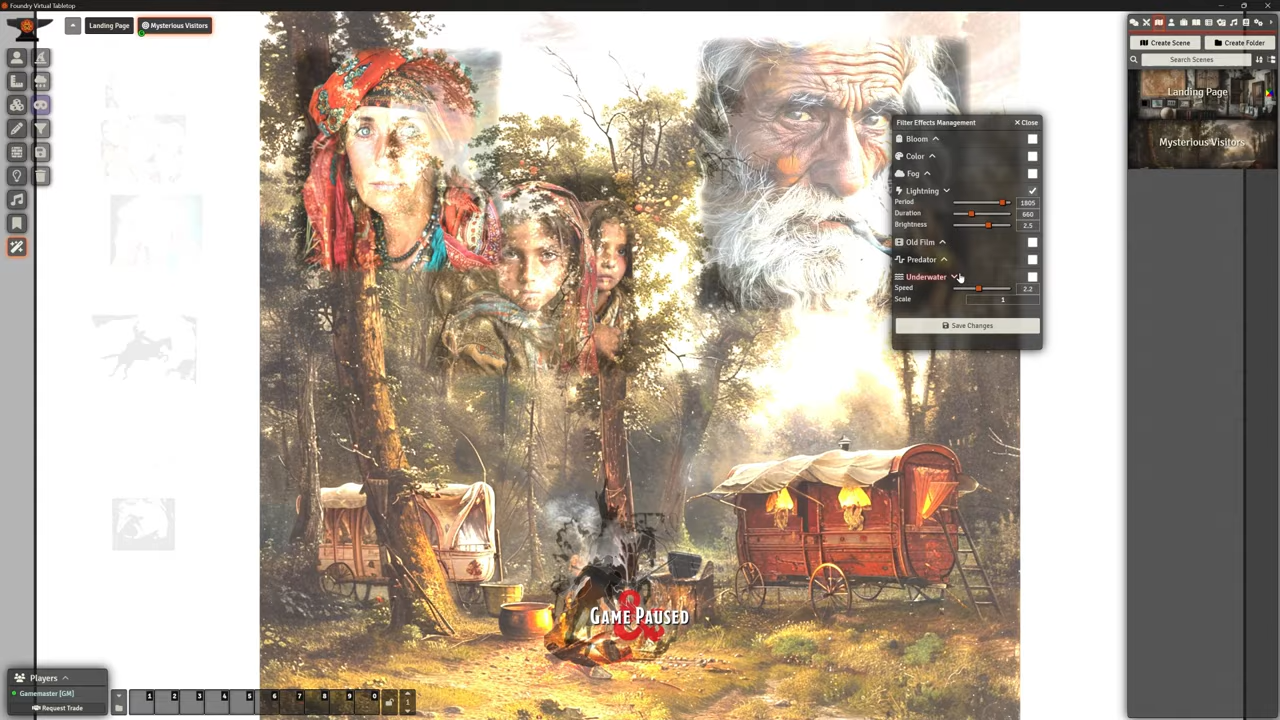 Foundry Virtual Tabletop
Landing Page
Mysterious Visitors
Create Scene
Create Folder
Search Scenes
Landing Page
Mysterious Visitors
Filter Effects Management
Close
Bloom
Color
Fog
Lightning
Period
1805
Duration
660
Brightness
2.5
Old Film
Predator
Underwater
Speed
2.2
Scale
1
Save Changes
Game Paused
Players
Gamemaster [GM]
Request Trade
1 2 3 4 5 6 7 8 9 0
1